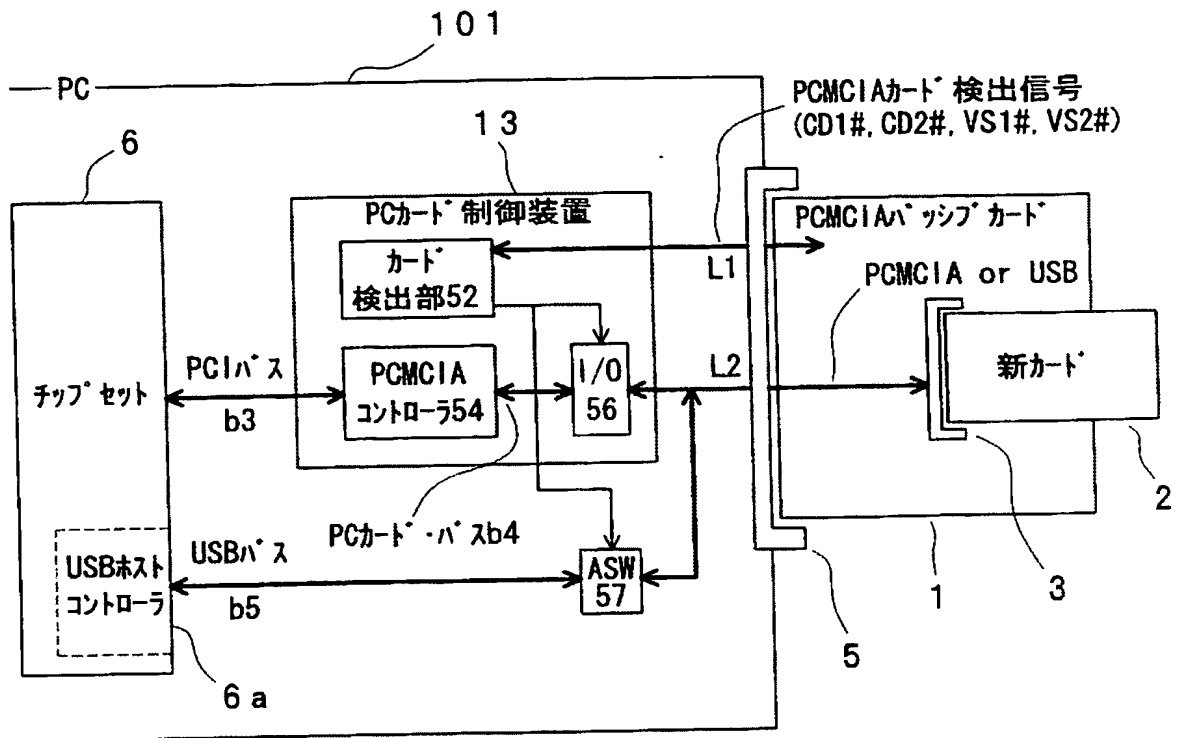 101
PC
PCMCIAカード検出信号
(CD1#, CD2#, VS1#, VS2#)
6
13
PCカード制御装置
PCMCIAパッシブカード
カード
検出部52
L1
PCMCIA or USB
PCIバス
b3
チップセット
PCMCIA
コントローラ54
I/O
56
L2
新カード
2
PCカード・バスb4
USBバス
b5
USBホスト
コントローラ
ASW
57
1
3
5
6a